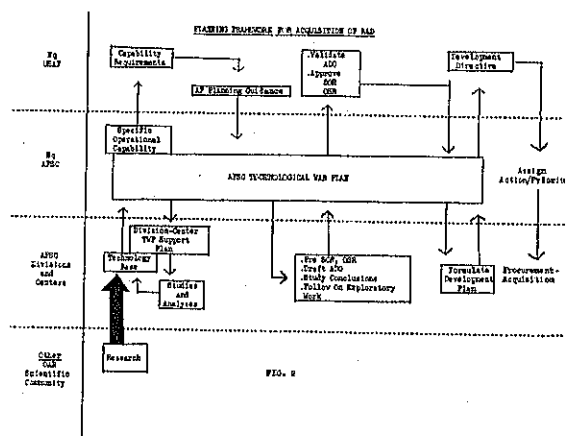 PLANNING FRAMEWORK FOR ACQUISITION OF R&D
Hq
USAF
Capability
Requirements
AF Planning Guidance
.Validate
ADO
.Approve
SOR
OSR
Development
Directive
Hq
AFSC
Specific
Operational
Capability
AFSC TECHNOLOGICAL WAR PLAN
Assign
Action/Priority
AFSC
Divisions
and
Centers
Division-Center
TWP Support
Plan
Technology
Base
Studies
and
Analyses
.Pre SOR, OSR
.Draft ADO
.Study Conclusions
.Follow On Exploratory
Work
Formulate
Development
Plan
Procurement-
Acquisition
Other
OAR
Scientific
Community
Research
FIG. 2